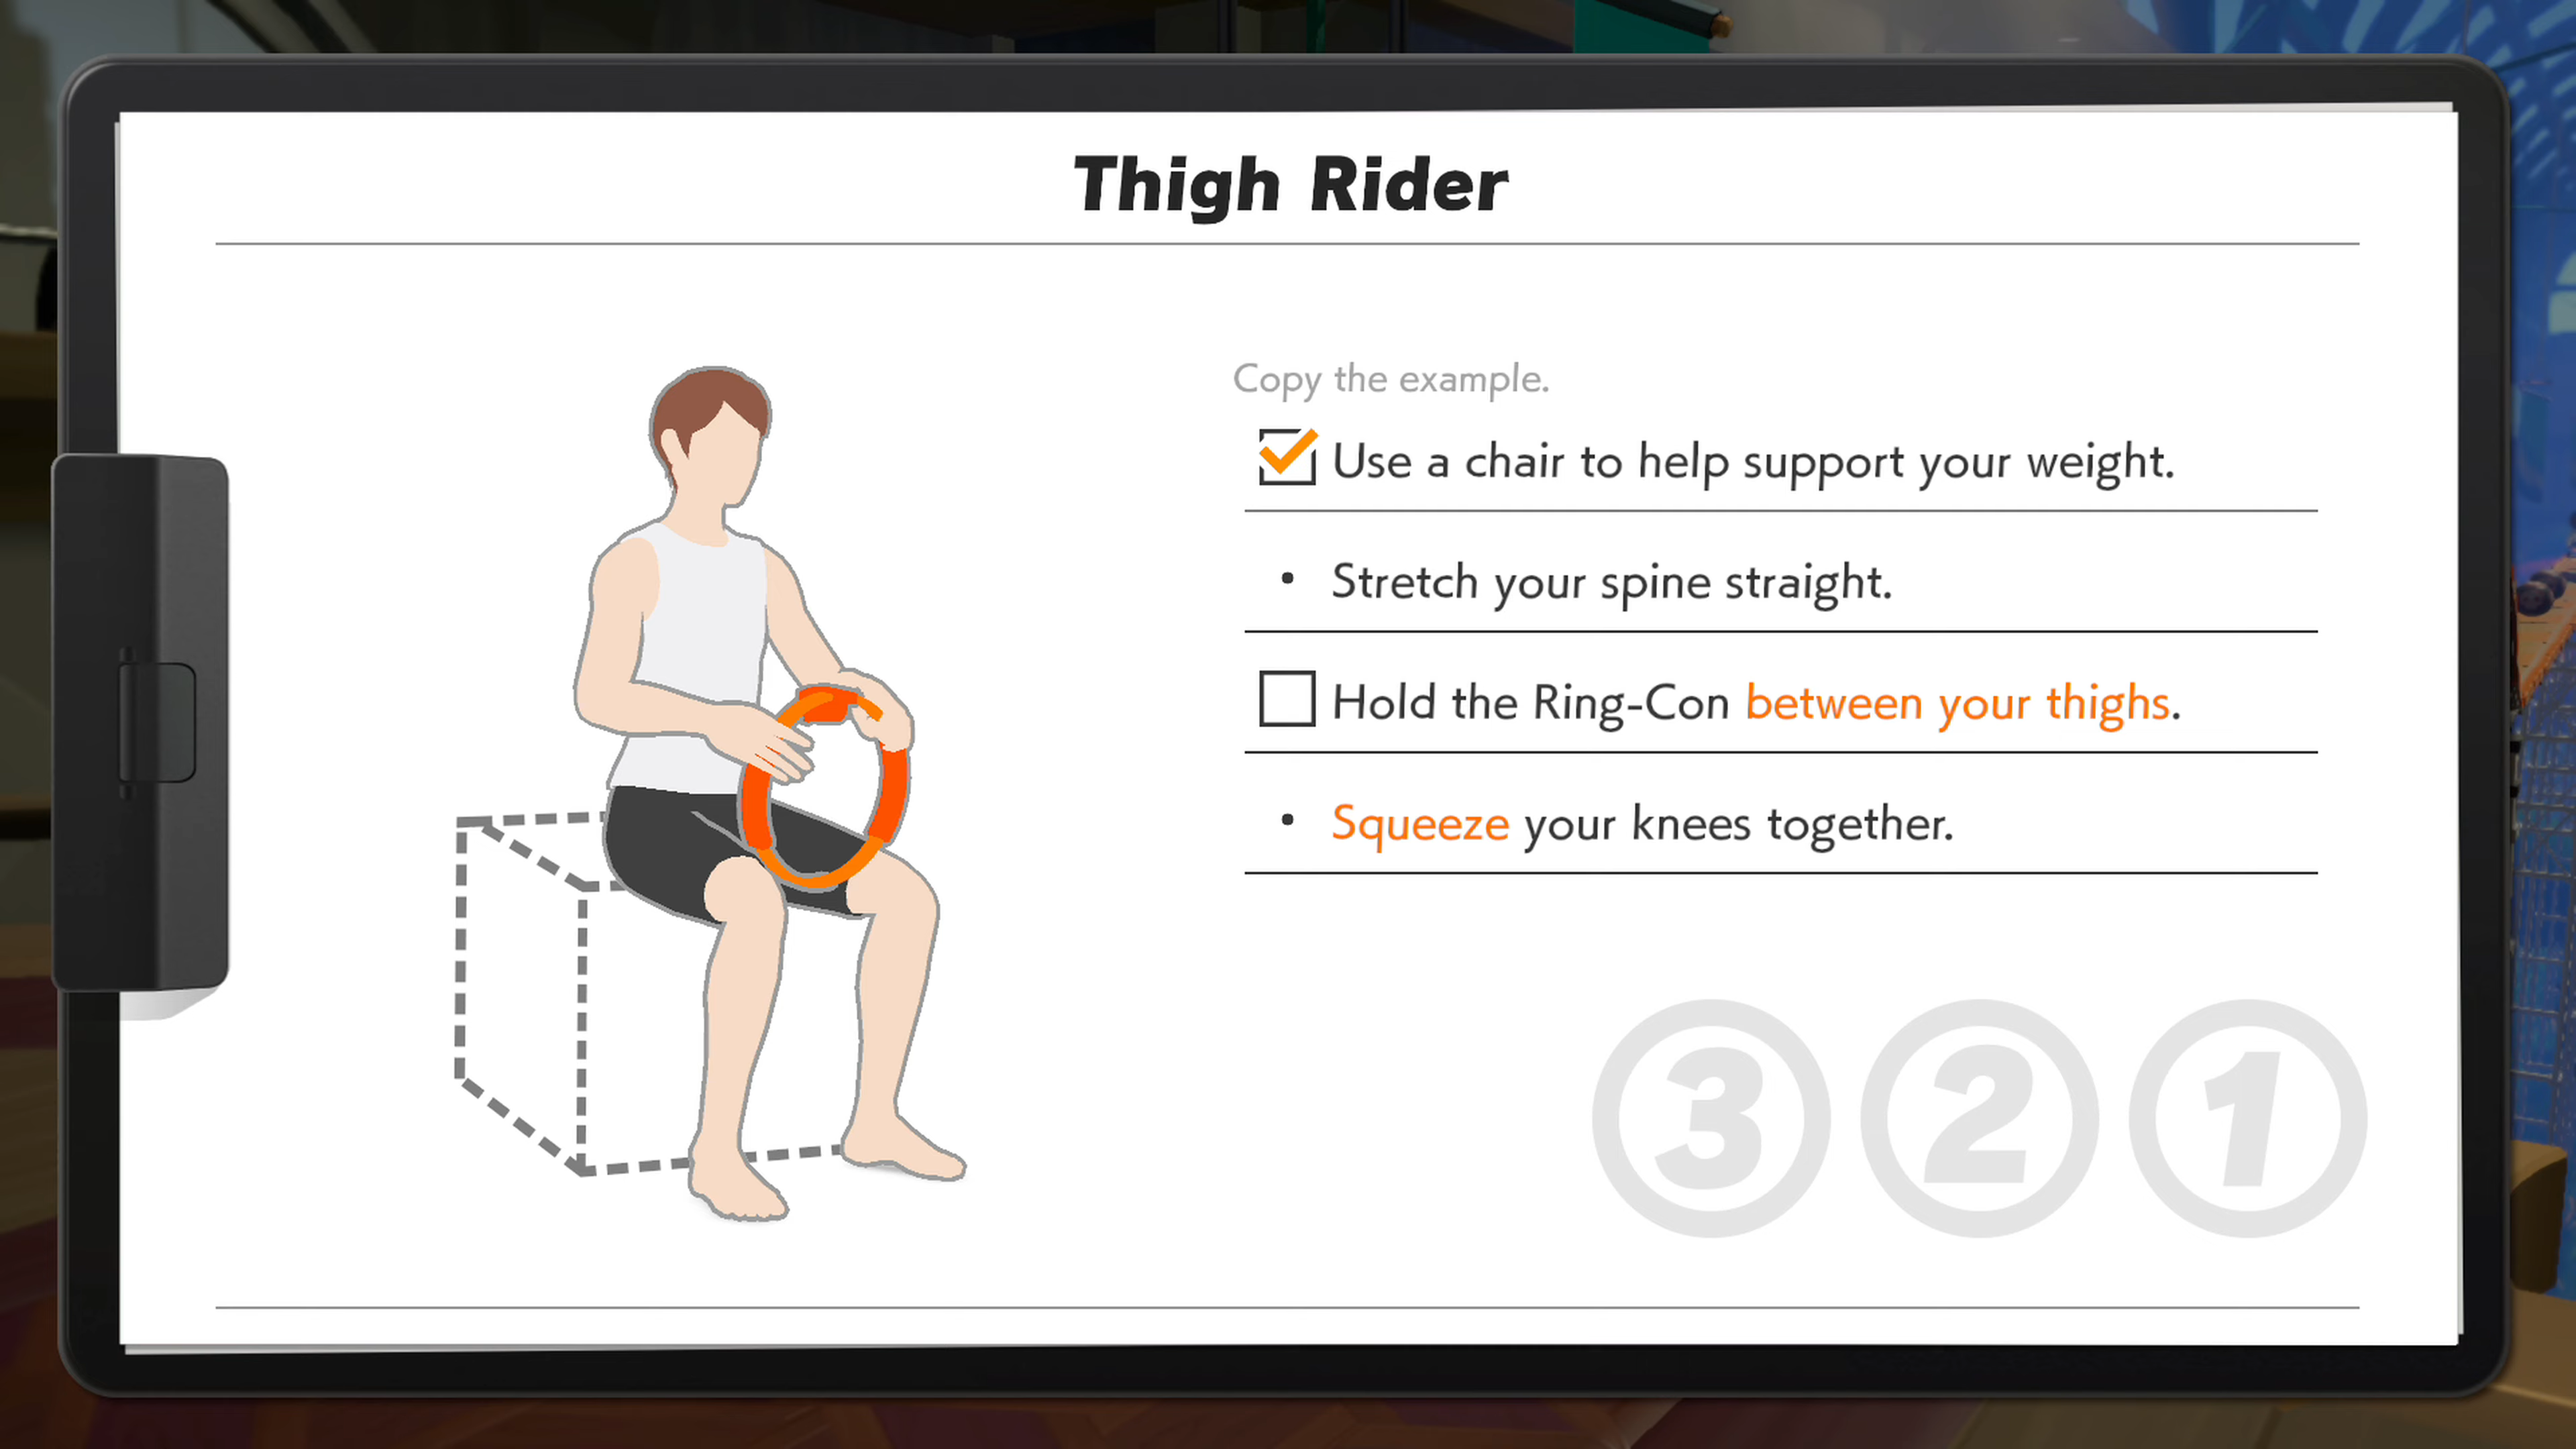 Thigh Rider
Copy the example.
Use a chair to help support your weight.
• Stretch your spine straight.
Hold the Ring-Con between your thighs.
• Squeeze your knees together.
3 2 1